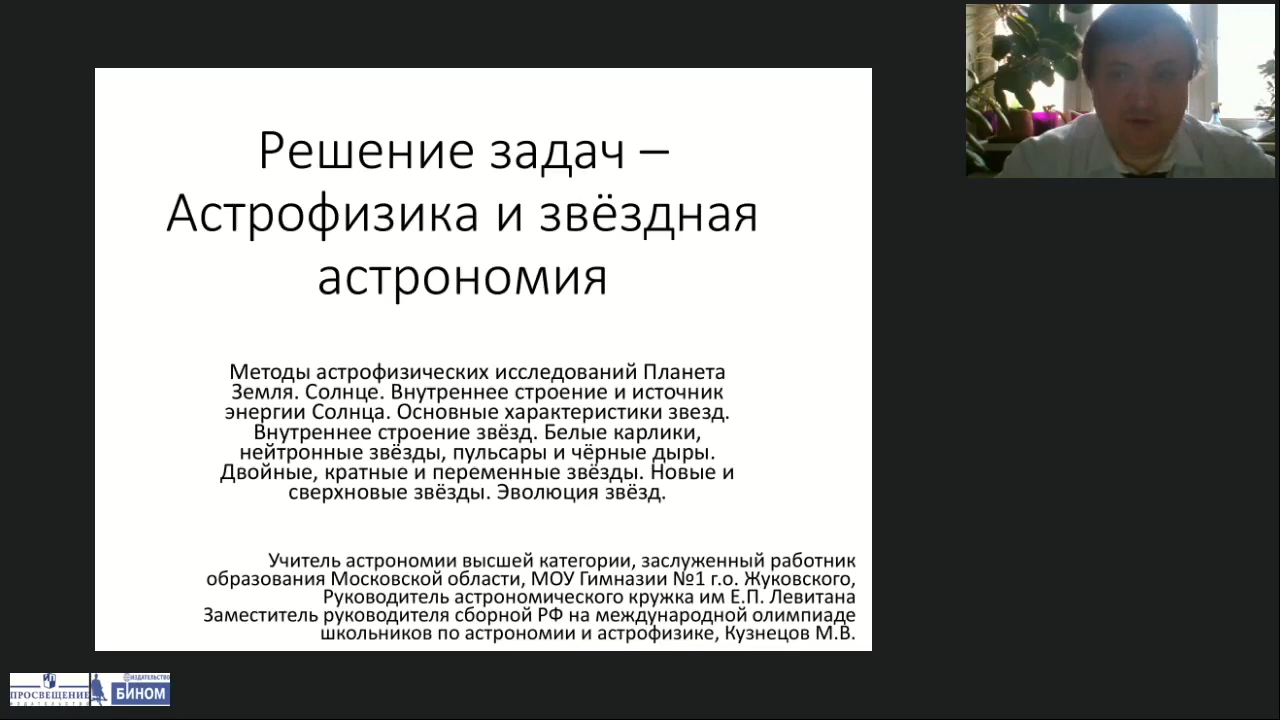 Решение задач –
Астрофизика и звёздная
астрономия
Методы астрофизических исследований Планета
Земля. Солнце. Внутреннее строение и источник
энергии Солнца. Основные характеристики звезд.
Внутреннее строение звёзд. Белые карлики,
нейтронные звёзды, пульсары и чёрные дыры.
Двойные, кратные и переменные звёзды. Новые и
сверхновые звёзды. Эволюция звёзд.
Учитель астрономии высшей категории, заслуженный работник
образования Московской области, МОУ Гимназии №1 г.о. Жуковского,
Руководитель астрономического кружка им Е.П. Левитана
Заместитель руководителя сборной РФ на международной олимпиаде
школьников по астрономии и астрофизике, Кузнецов М.В.
ПРОСВЕЩЕНИЕ
ИЗДАТЕЛЬСТВО
ИЗДАТЕЛЬСТВО
БИНОМ